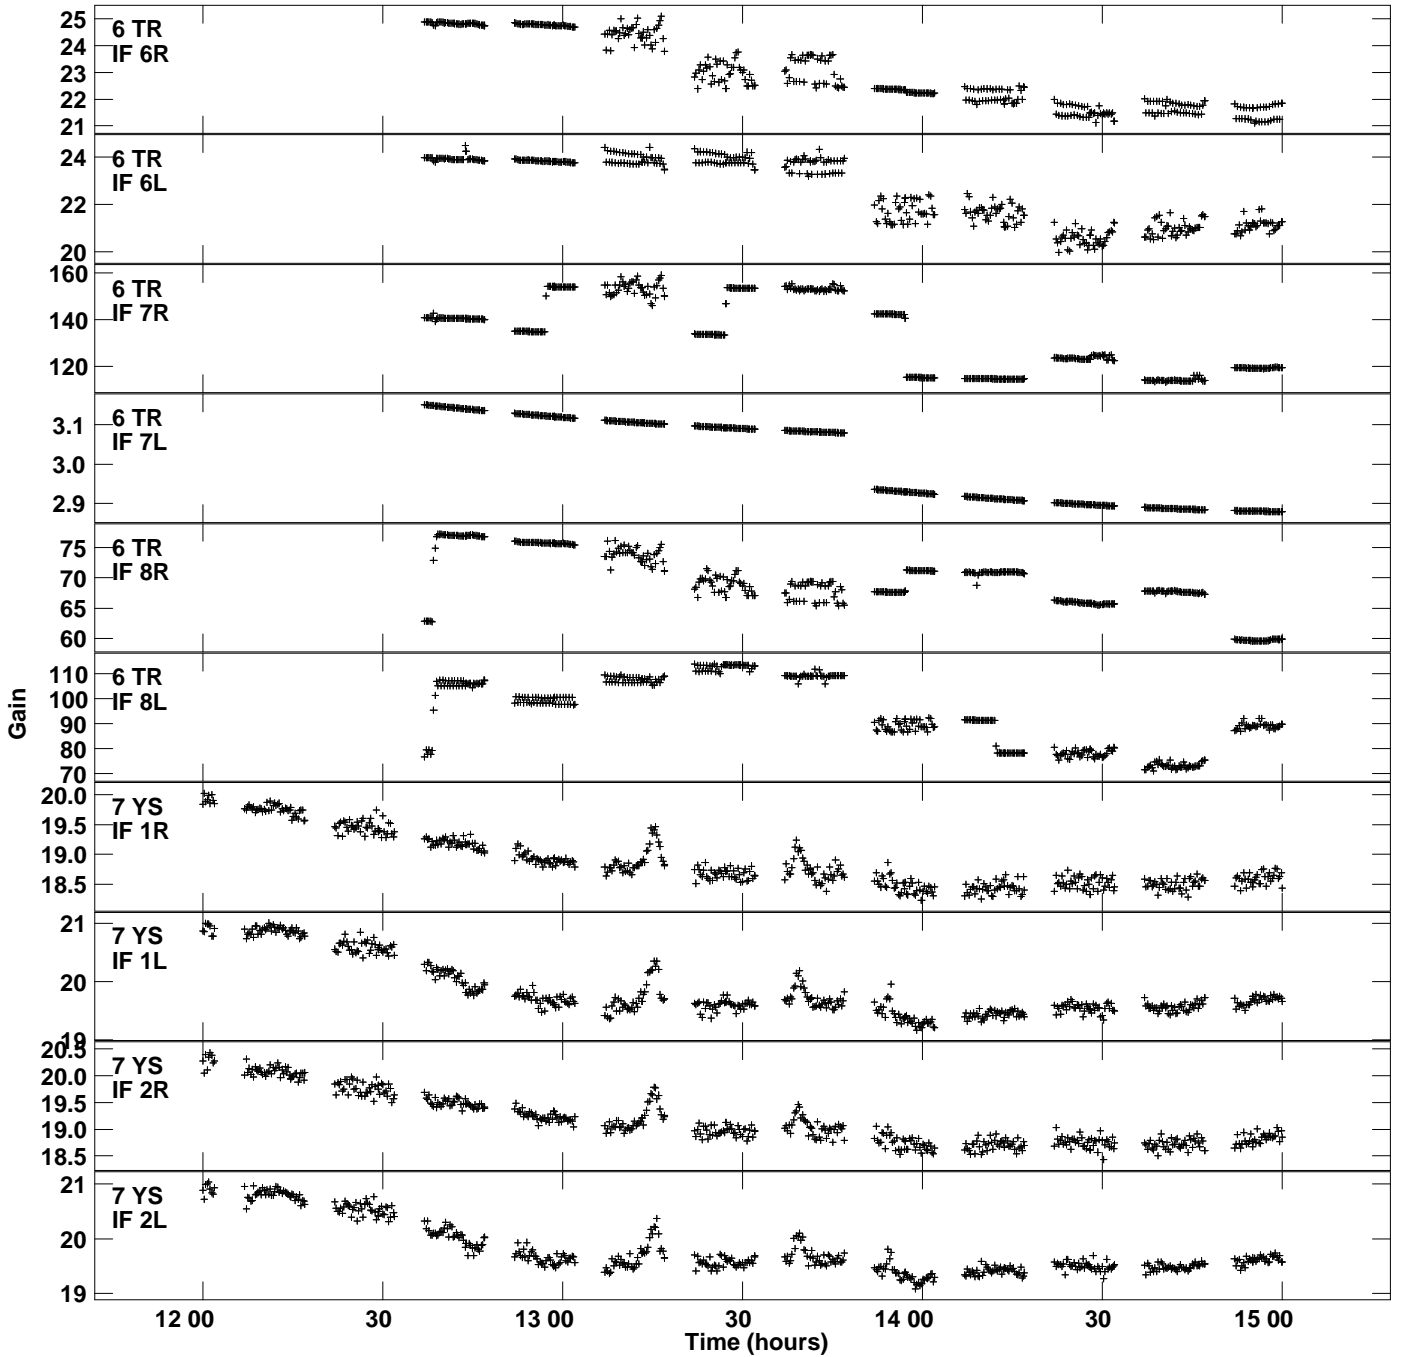 25
24
23
22
21
6 TR
IF 6R
24
22
20
6 TR
IF 6L
160
140
120
6 TR
IF 7R
3.1
3.0
2.9
6 TR
IF 7L
75
70
65
60
6 TR
IF 8R
110
100
90
80
70
6 TR
IF 8L
Gain
20.0
19.5
19.0
18.5
7 YS
IF 1R
21
20
19
7 YS
IF 1L
20.5
20.0
19.5
19.0
18.5
7 YS
IF 2R
21
20
19
7 YS
IF 2L
12 00 30 13 00 30 14 00 30 15 00
Time (hours)